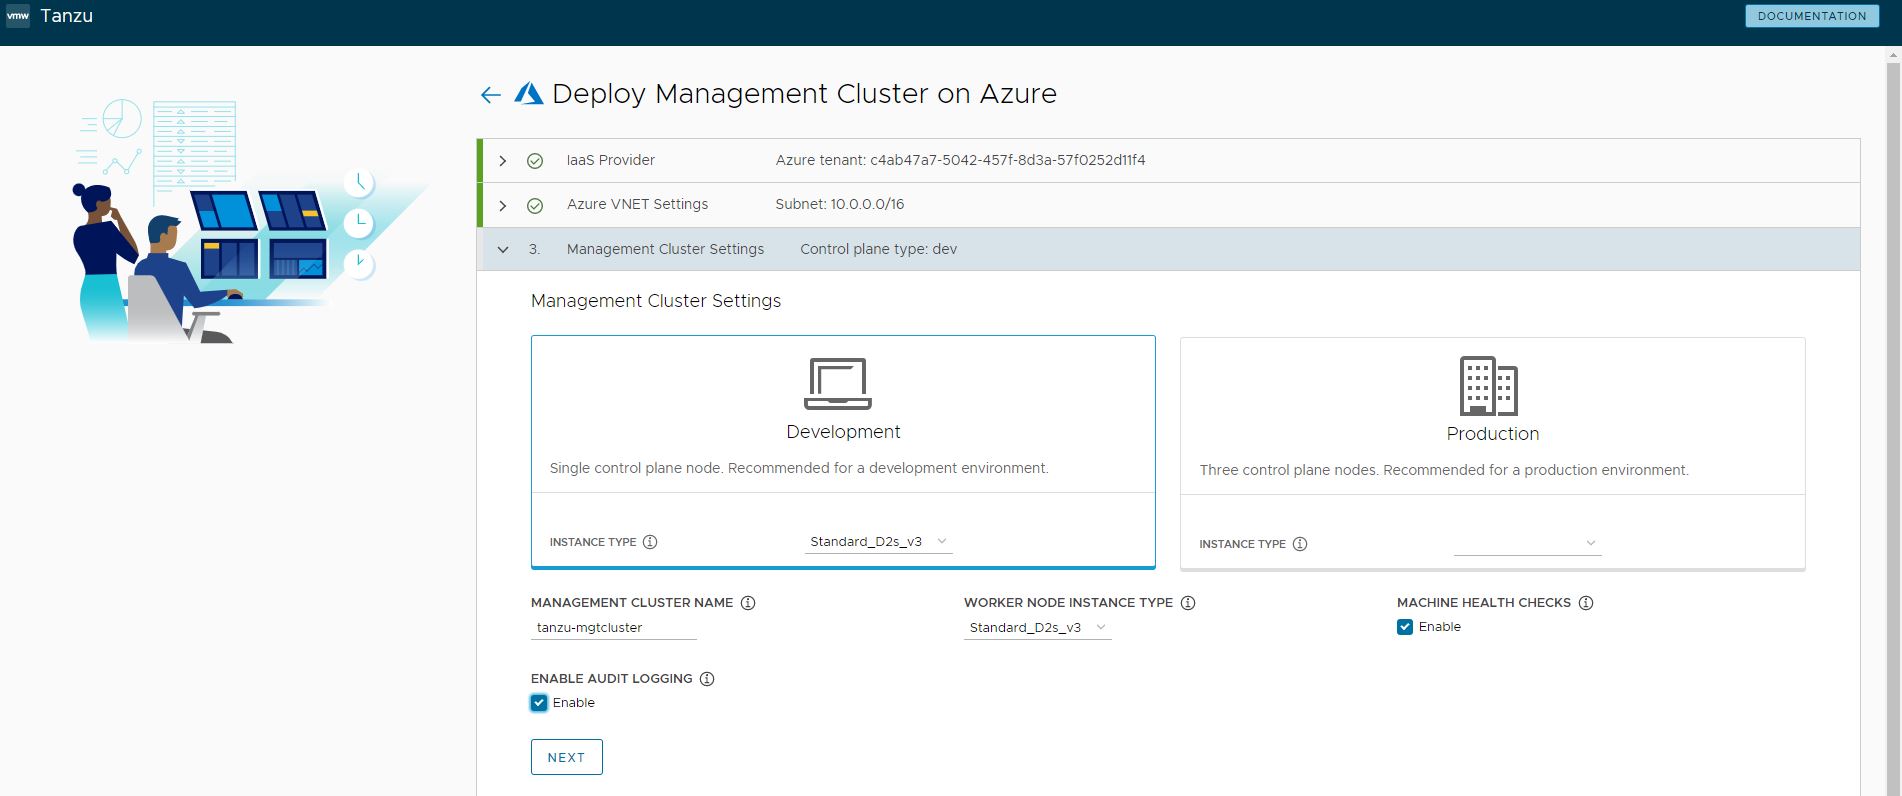 vmw Tanzu
DOCUMENTATION
Deploy Management Cluster on Azure
IaaS Provider Azure tenant: c4ab47a7-5042-457f-8d3a-57f0252d11f4
Azure VNET Settings Subnet: 10.0.0.0/16
3. Management Cluster Settings Control plane type: dev
Management Cluster Settings
Development
Single control plane node. Recommended for a development environment.
INSTANCE TYPE Standard_D2s_v3
Production
Three control plane nodes. Recommended for a production environment.
INSTANCE TYPE
MANAGEMENT CLUSTER NAME
tanzu-mgtcluster
WORKER NODE INSTANCE TYPE
Standard_D2s_v3
MACHINE HEALTH CHECKS
Enable
ENABLE AUDIT LOGGING
Enable
NEXT